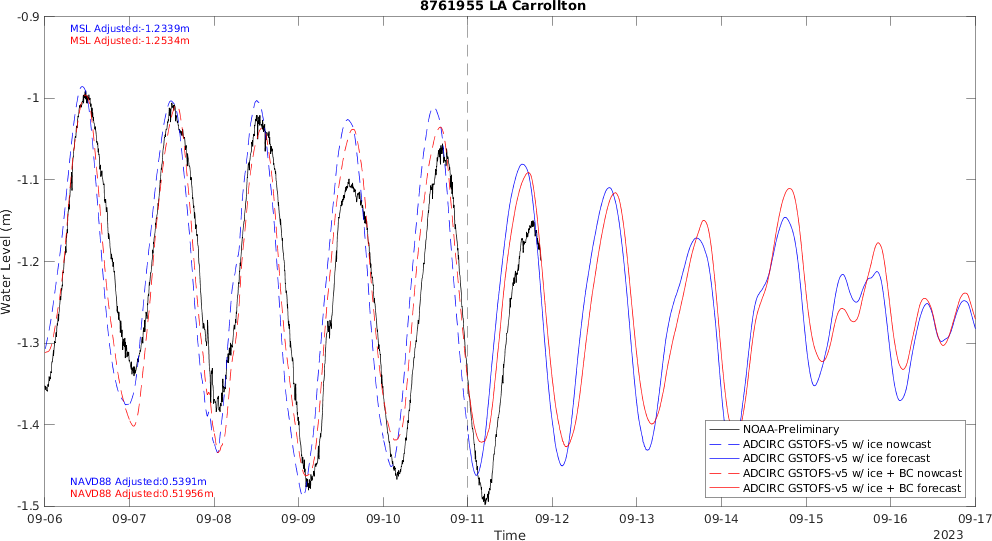 8761955 LA Carrollton
-0.9
MSL Adjusted:-1.2339m
MSL Adjusted:-1.2534m
-1
-1.1
-1.2
-1.3
-1.4
-1.5
Water Level (m)
NOAA-Preliminary
ADCIRC GSTOFS-v5 w/ ice nowcast
ADCIRC GSTOFS-v5 w/ ice forecast
ADCIRC GSTOFS-v5 w/ ice + BC nowcast
ADCIRC GSTOFS-v5 w/ ice + BC forecast
NAVD88 Adjusted:0.5391m
NAVD88 Adjusted:0.51956m
09-06 09-07 09-08 09-09 09-10 09-11 09-12 09-13 09-14 09-15 09-16 09-17
Time
2023